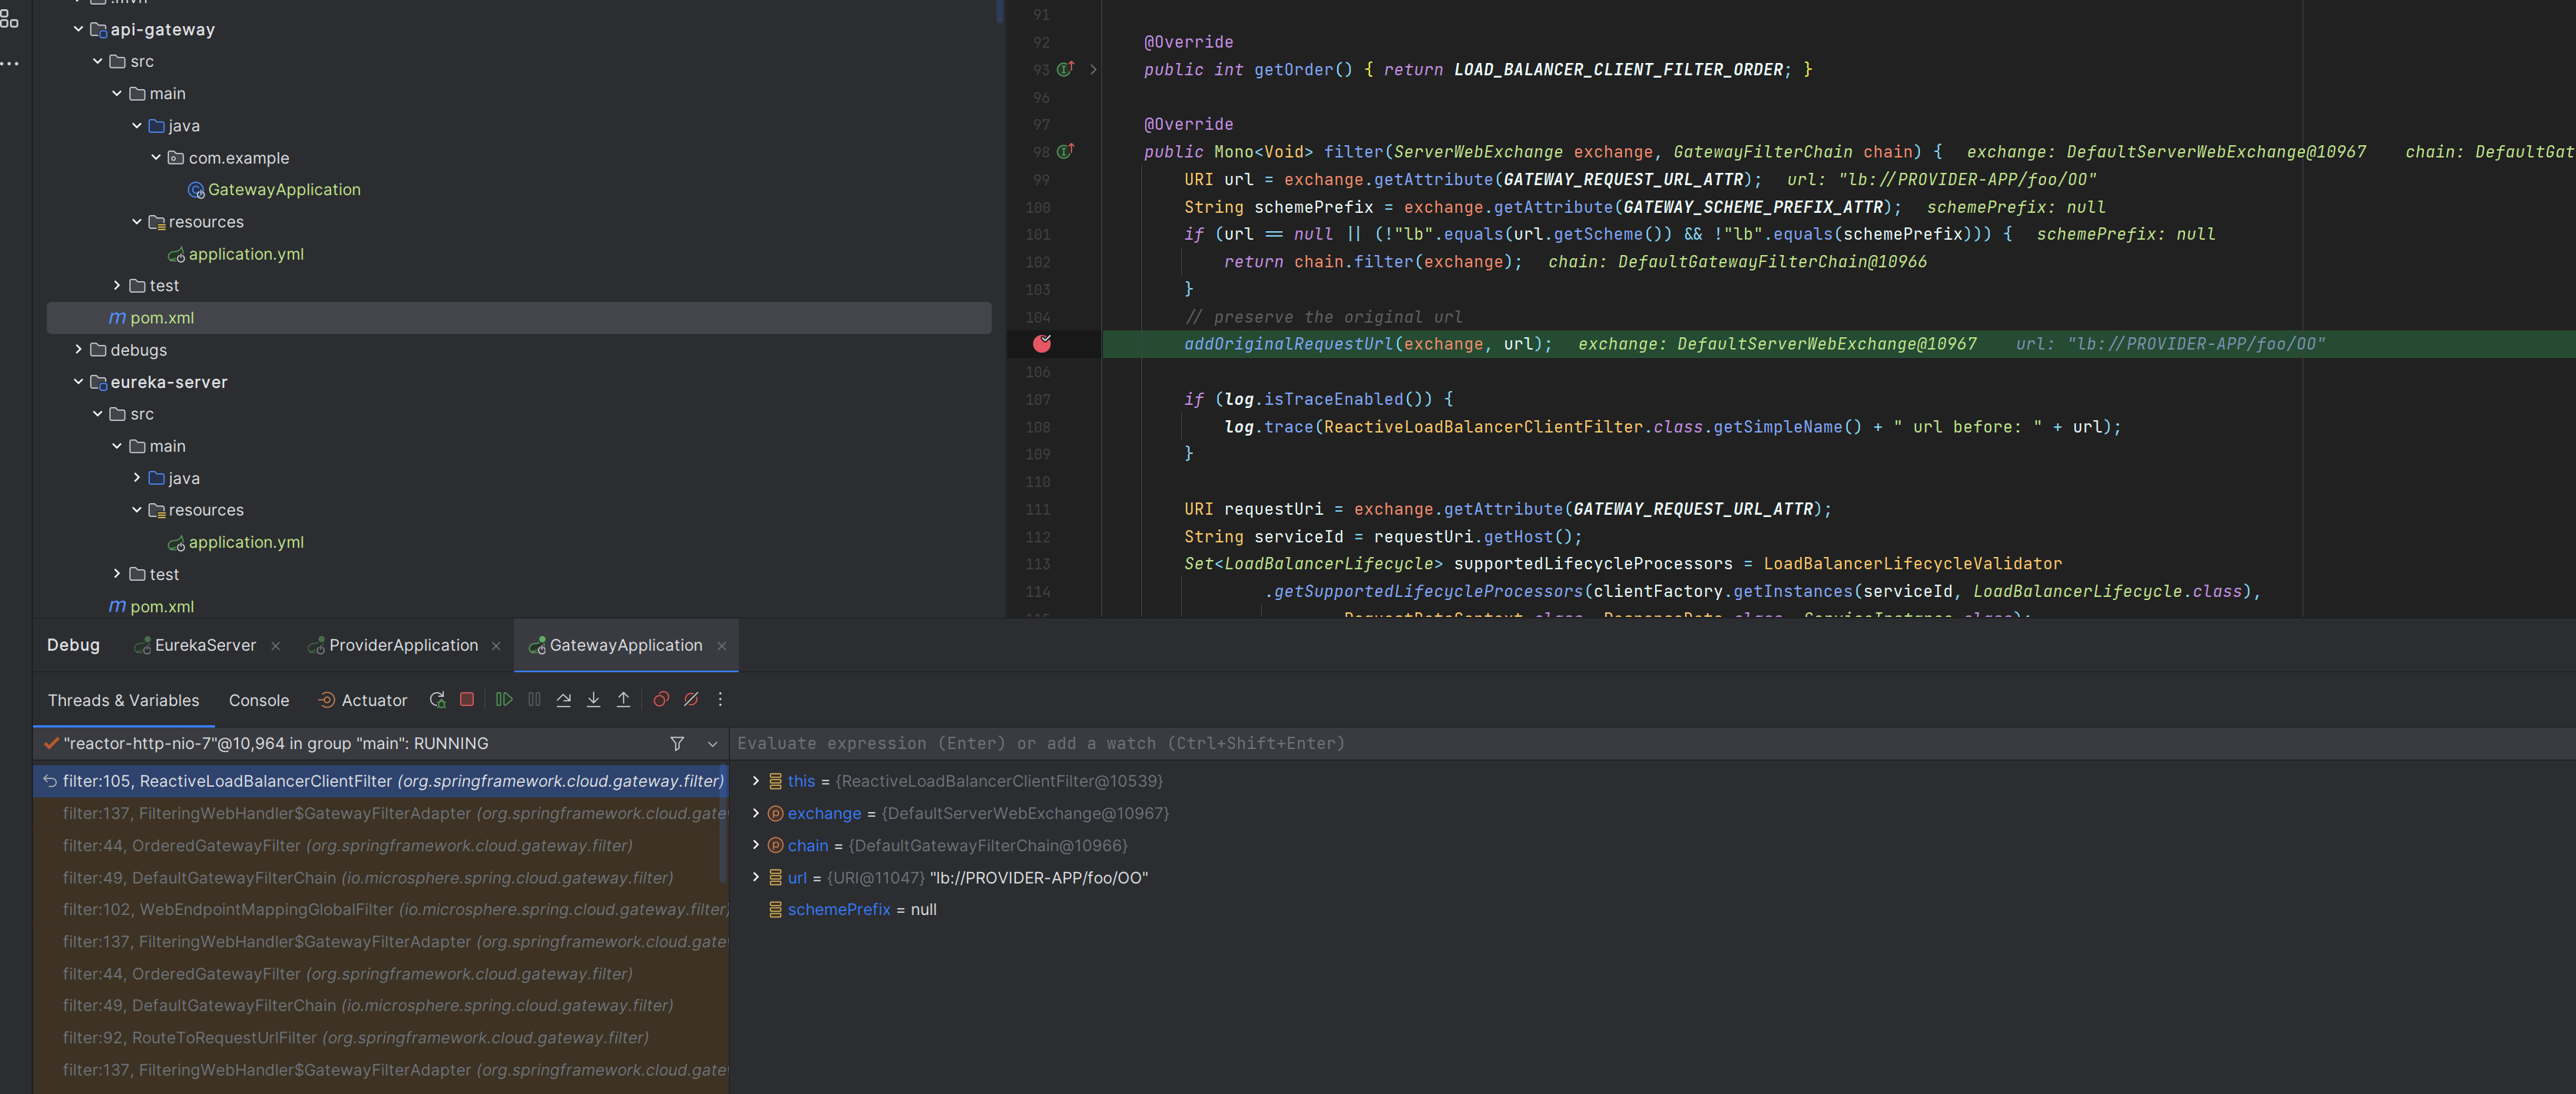 .mvn
api-gateway
src
main
java
com.example
GatewayApplication
resources
application.yml
test
pom.xml
debugs
eureka-server
src
main
java
resources
application.yml
test
pom.xml
91
92 @Override
93 public int getOrder() { return LOAD_BALANCER_CLIENT_FILTER_ORDER; }
96
97 @Override
98 public Mono<Void> filter(ServerWebExchange exchange, GatewayFilterChain chain) { exchange: DefaultServerWebExchange@10967 chain: DefaultGat
99 URI url = exchange.getAttribute(GATEWAY_REQUEST_URL_ATTR); url: "lb://PROVIDER-APP/foo/OO"
100 String schemePrefix = exchange.getAttribute(GATEWAY_SCHEME_PREFIX_ATTR); schemePrefix: null
101 if (url == null || (!"lb".equals(url.getScheme()) && !"lb".equals(schemePrefix))) { schemePrefix: null
102 return chain.filter(exchange); chain: DefaultGatewayFilterChain@10966
103 }
104 // preserve the original url
addOriginalRequestUrl(exchange, url); exchange: DefaultServerWebExchange@10967 url: "lb://PROVIDER-APP/foo/OO"
106
107 if (log.isTraceEnabled()) {
108 log.trace(ReactiveLoadBalancerClientFilter.class.getSimpleName() + " url before: " + url);
109 }
110
111 URI requestUri = exchange.getAttribute(GATEWAY_REQUEST_URL_ATTR);
112 String serviceId = requestUri.getHost();
113 Set<LoadBalancerLifecycle> supportedLifecycleProcessors = LoadBalancerLifecycleValidator
114 .getSupportedLifecycleProcessors(clientFactory.getInstances(serviceId, LoadBalancerLifecycle.class),
115 RequestDataContext.class, ResponseData.class, ServiceInstance.class);
Debug EurekaServer ProviderApplication GatewayApplication
Threads & Variables Console Actuator
"reactor-http-nio-7"@10,964 in group "main": RUNNING
Evaluate expression (Enter) or add a watch (Ctrl+Shift+Enter)
filter:105, ReactiveLoadBalancerClientFilter (org.springframework.cloud.gateway.filter)
filter:137, FilteringWebHandler$GatewayFilterAdapter (org.springframework.cloud.gate
filter:44, OrderedGatewayFilter (org.springframework.cloud.gateway.filter)
filter:49, DefaultGatewayFilterChain (io.microsphere.spring.cloud.gateway.filter)
filter:102, WebEndpointMappingGlobalFilter (io.microsphere.spring.cloud.gateway.filter)
filter:137, FilteringWebHandler$GatewayFilterAdapter (org.springframework.cloud.gate
filter:44, OrderedGatewayFilter (org.springframework.cloud.gateway.filter)
filter:49, DefaultGatewayFilterChain (io.microsphere.spring.cloud.gateway.filter)
filter:92, RouteToRequestUrlFilter (org.springframework.cloud.gateway.filter)
filter:137, FilteringWebHandler$GatewayFilterAdapter (org.springframework.cloud.gate
this = {ReactiveLoadBalancerClientFilter@10539}
exchange = {DefaultServerWebExchange@10967}
chain = {DefaultGatewayFilterChain@10966}
url = {URI@11047} "lb://PROVIDER-APP/foo/OO"
schemePrefix = null